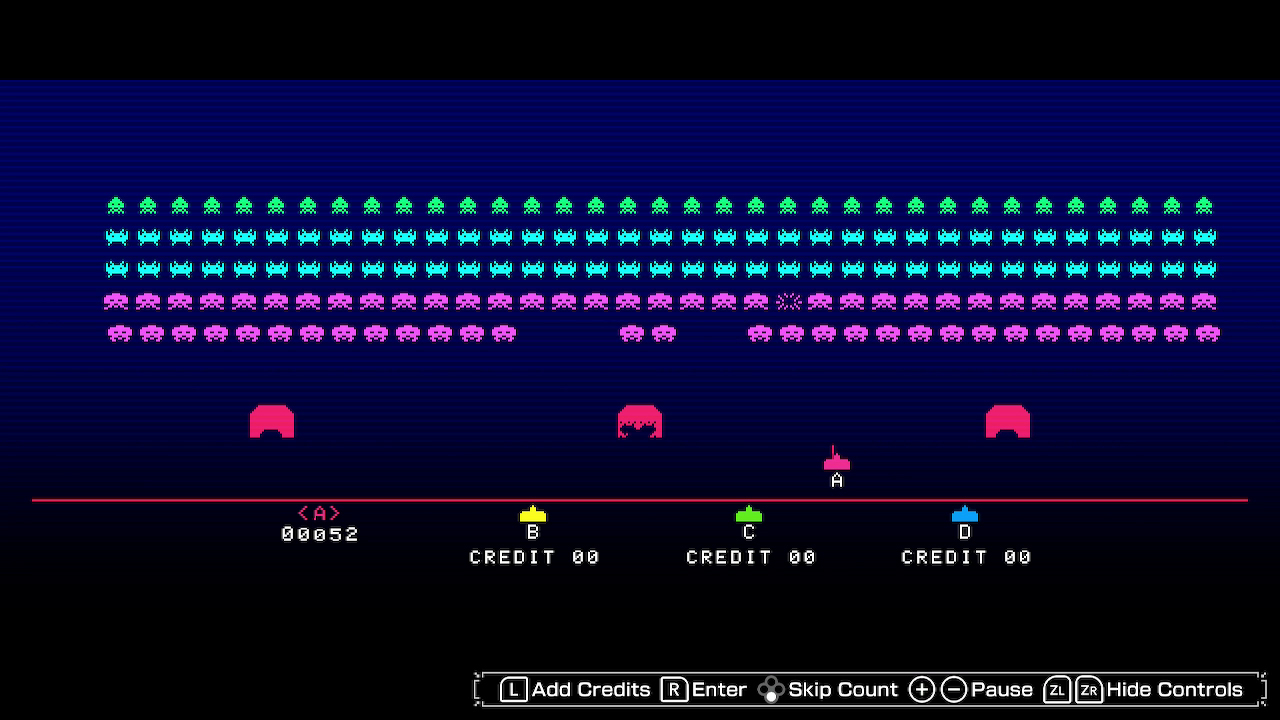 A
<A>
00052
B
C
D
CREDIT 00
CREDIT 00
CREDIT 00
L Add Credits R Enter Skip Count + - Pause ZL ZR Hide Controls